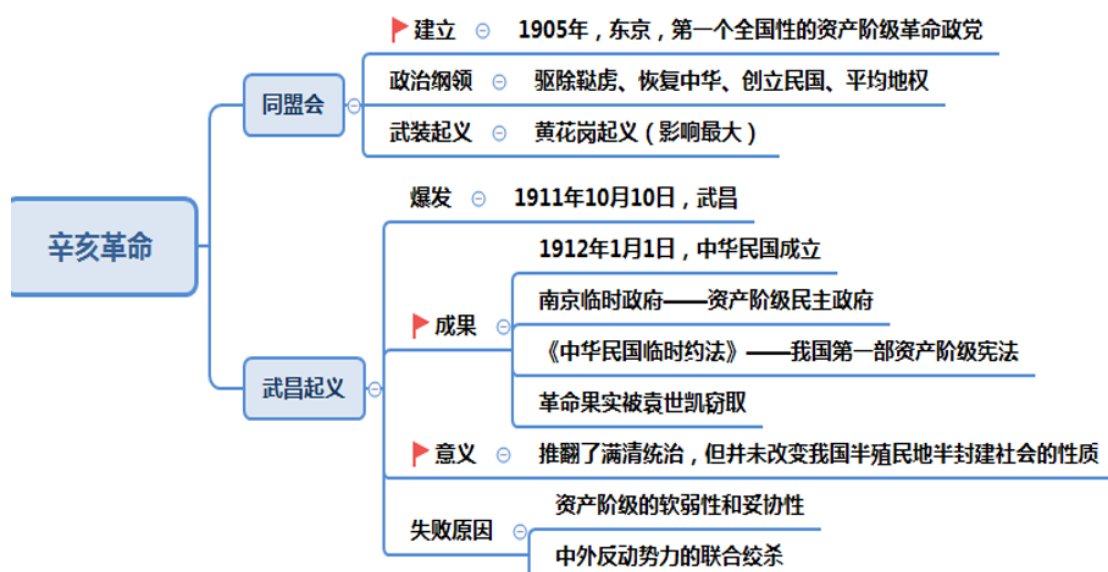 辛亥革命
同盟会
建立
1905年，东京，第一个全国性的资产阶级革命政党
政治纲领
驱除鞑虏、恢复中华、创立民国、平均地权
武装起义
黄花岗起义（影响最大）
武昌起义
爆发
1911年10月10日，武昌
成果
1912年1月1日，中华民国成立
南京临时政府——资产阶级民主政府
《中华民国临时约法》——我国第一部资产阶级宪法
革命果实被袁世凯窃取
意义
推翻了满清统治，但并未改变我国半殖民地半封建社会的性质
失败原因
资产阶级的软弱性和妥协性
中外反动势力的联合绞杀